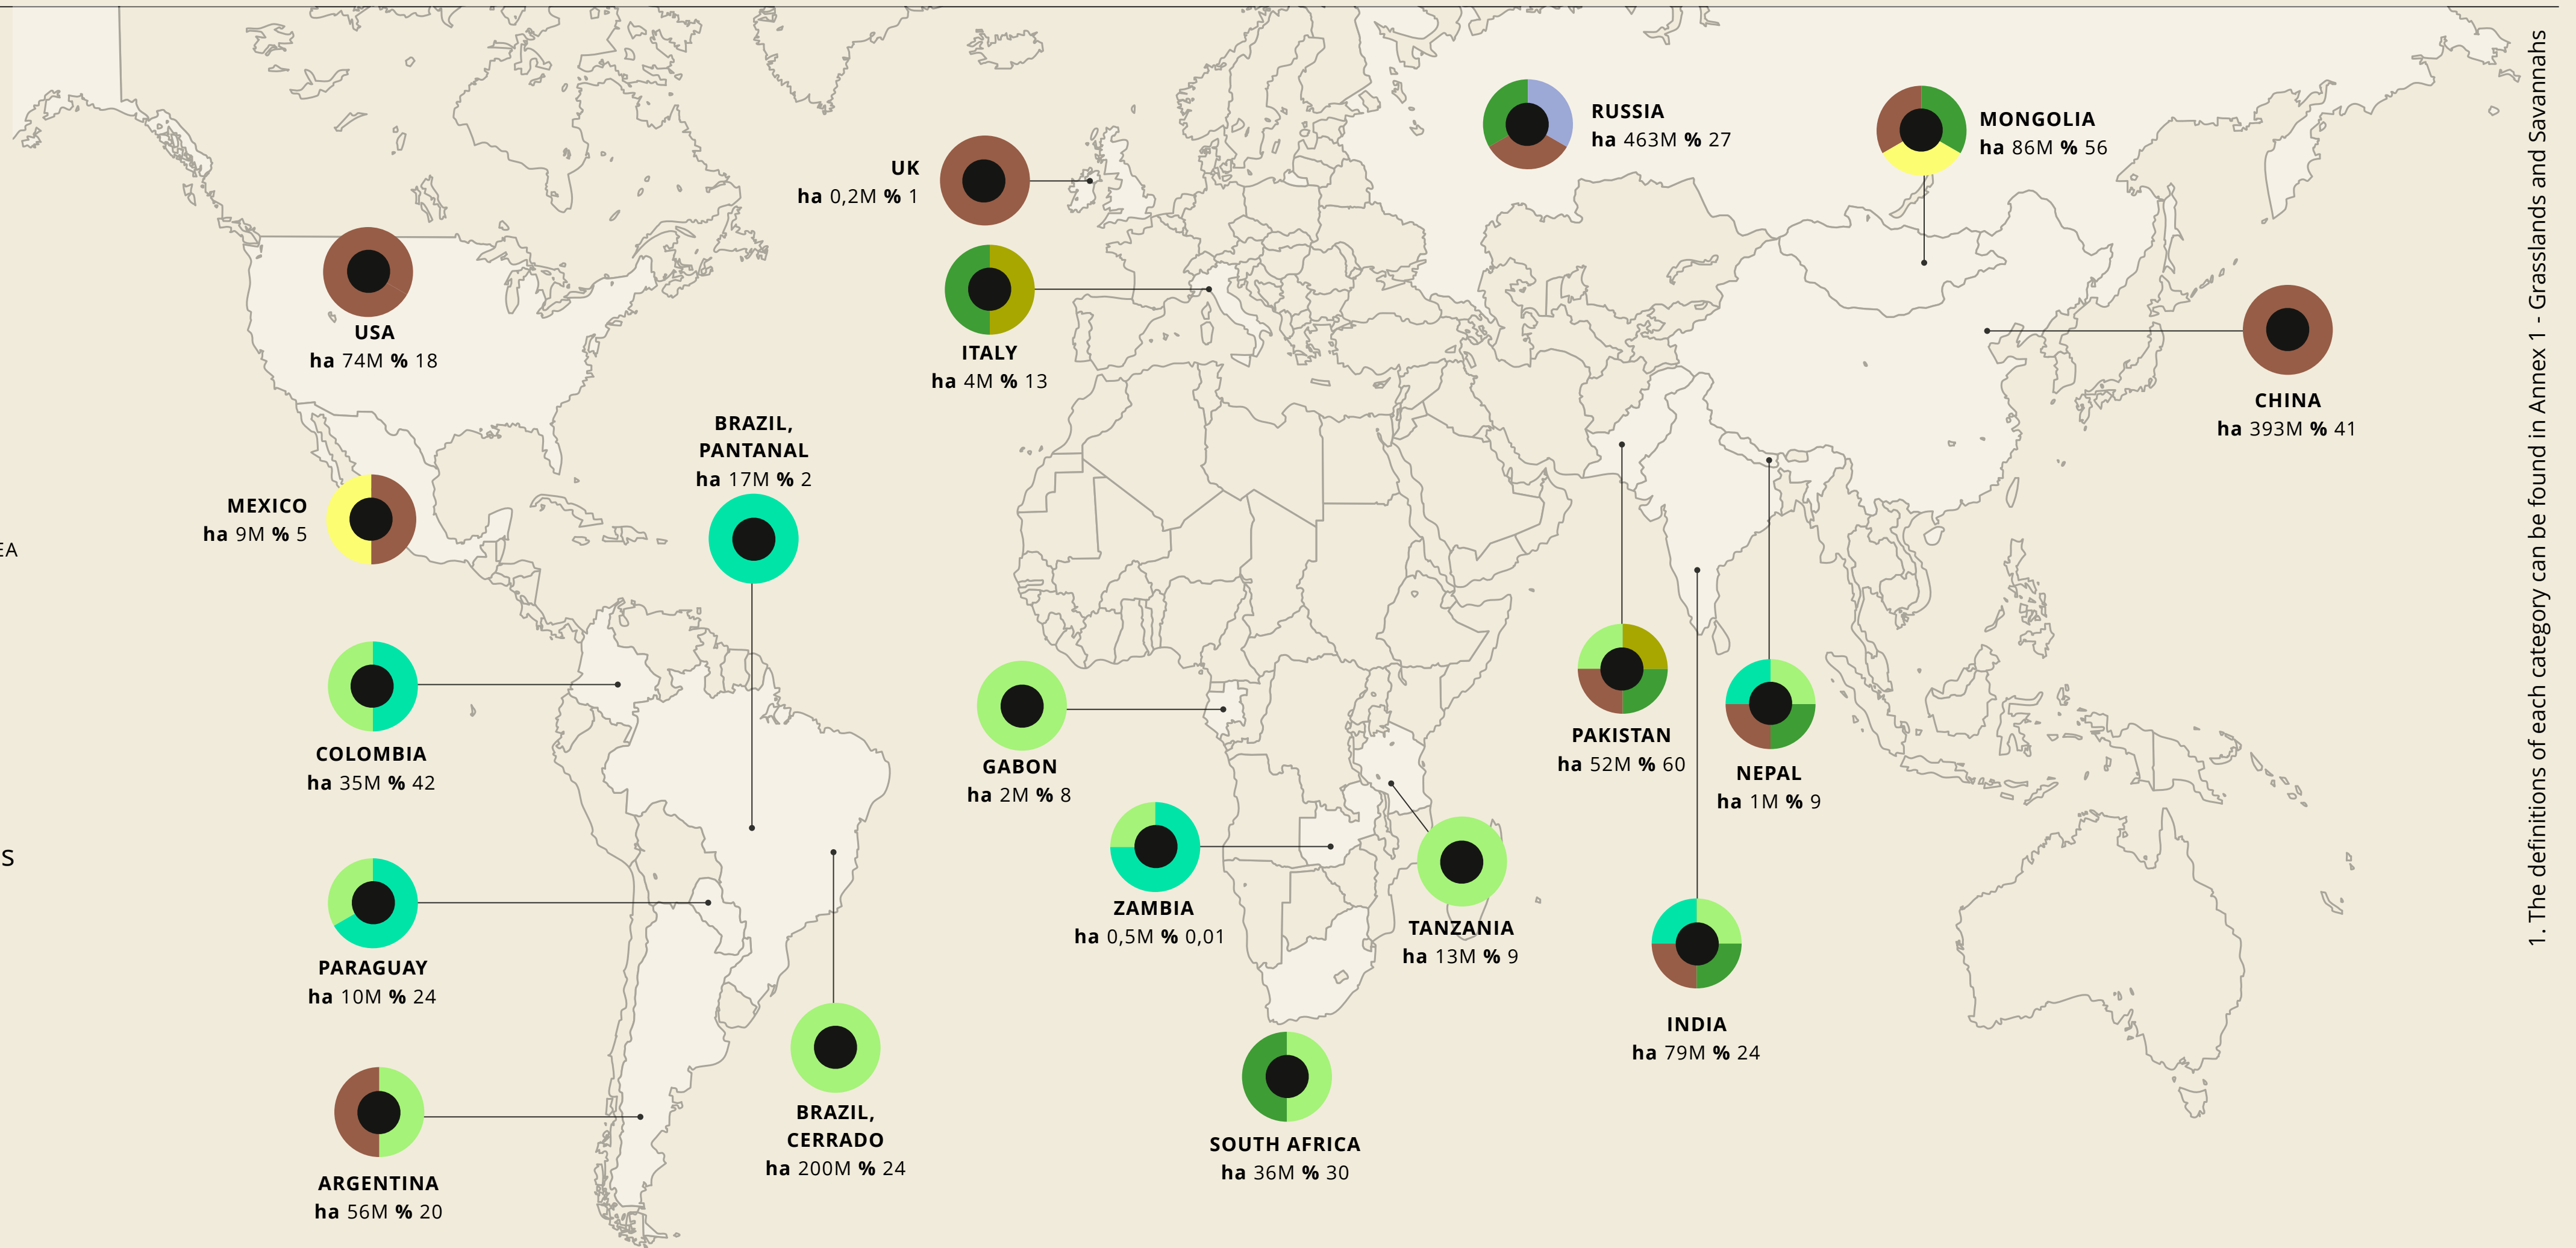 RUSSIA
ha 463M % 27
MONGOLIA
ha 86M % 56
UK
ha 0,2M % 1
USA
ha 74M % 18
ITALY
ha 4M % 13
CHINA
ha 393M % 41
BRAZIL,
PANTANAL
ha 17M % 2
MEXICO
ha 9M % 5
EA
COLOMBIA
ha 35M % 42
GABON
ha 2M % 8
PAKISTAN
ha 52M % 60
NEPAL
ha 1M % 9
S
ZAMBIA
ha 0,5M % 0,01
TANZANIA
ha 13M % 9
PARAGUAY
ha 10M % 24
INDIA
ha 79M % 24
BRAZIL,
CERRADO
ha 200M % 24
SOUTH AFRICA
ha 36M % 30
ARGENTINA
ha 56M % 20
1. The definitions of each category can be found in Annex 1 - Grasslands and Savannahs